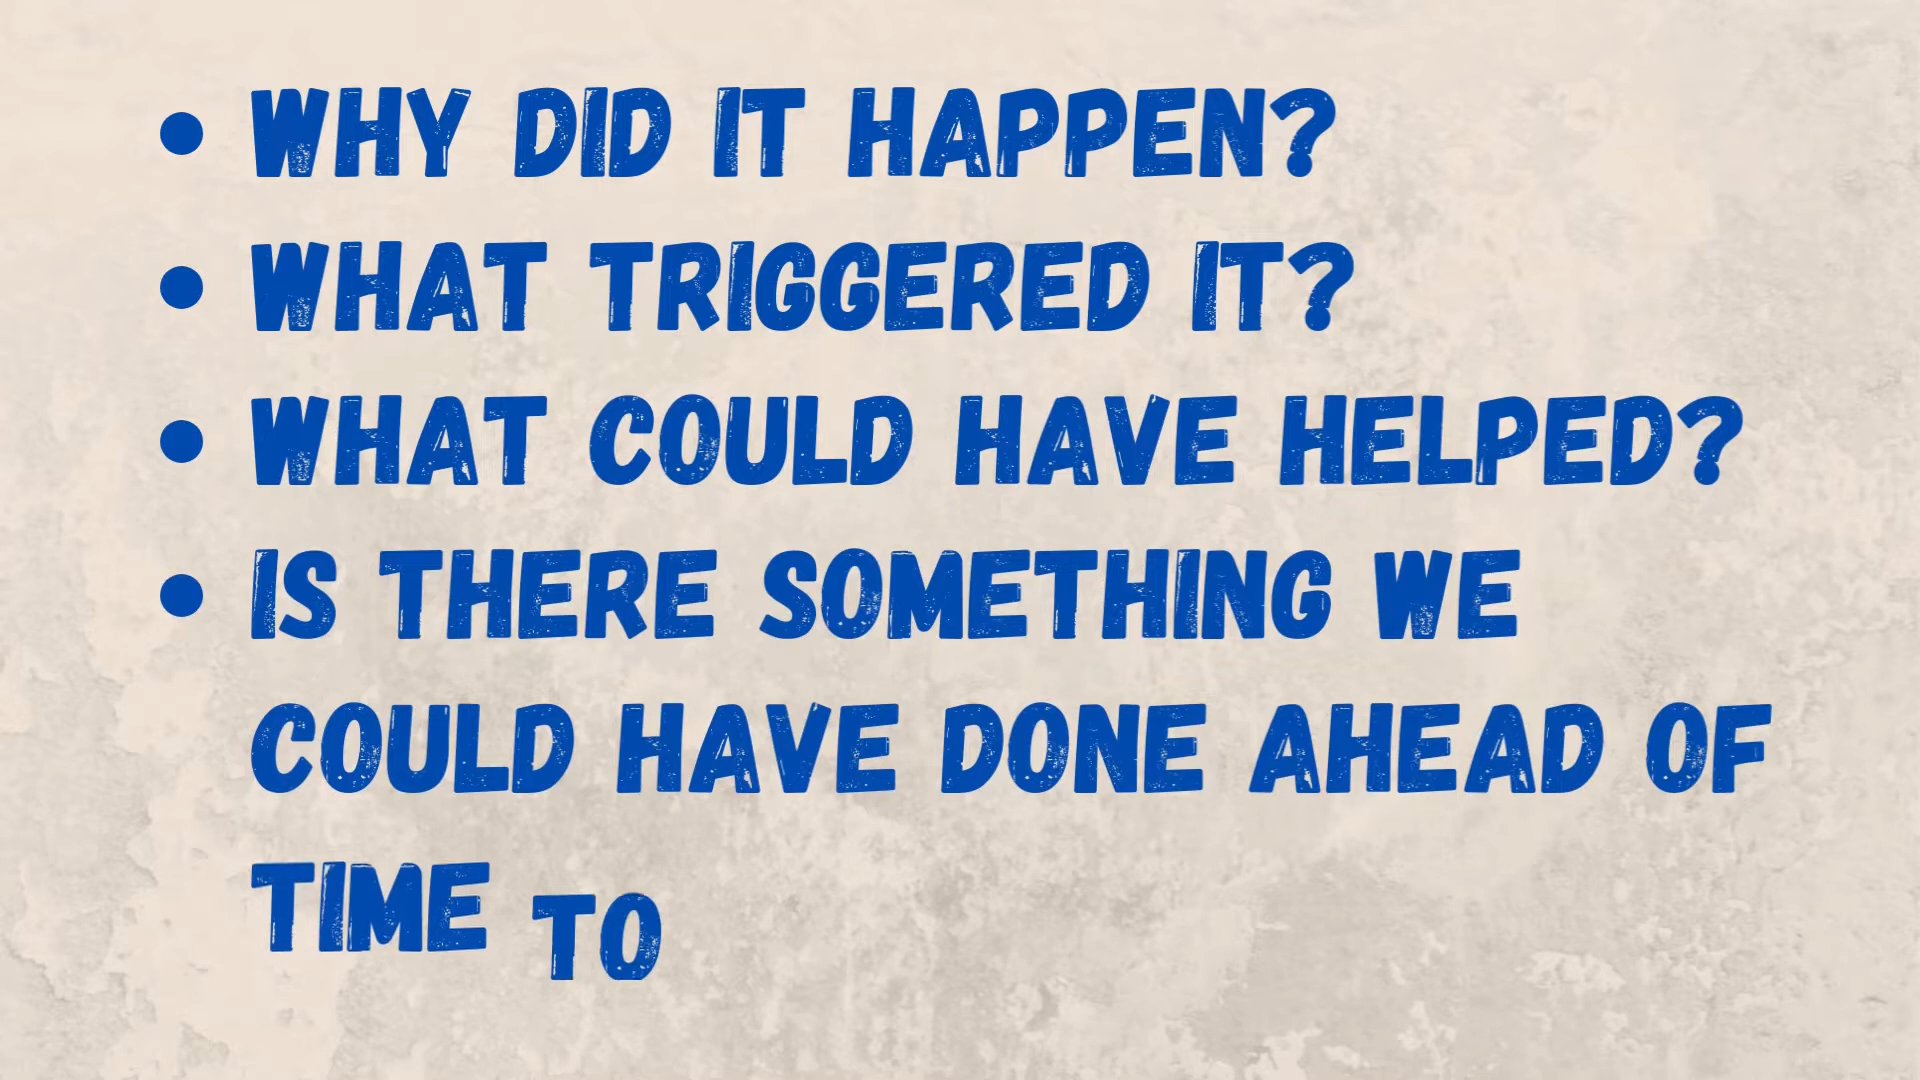 • WHY DID IT HAPPEN?
• WHAT TRIGGERED IT?
• WHAT COULD HAVE HELPED?
• IS THERE SOMETHING WE
COULD HAVE DONE AHEAD OF
TIME TO